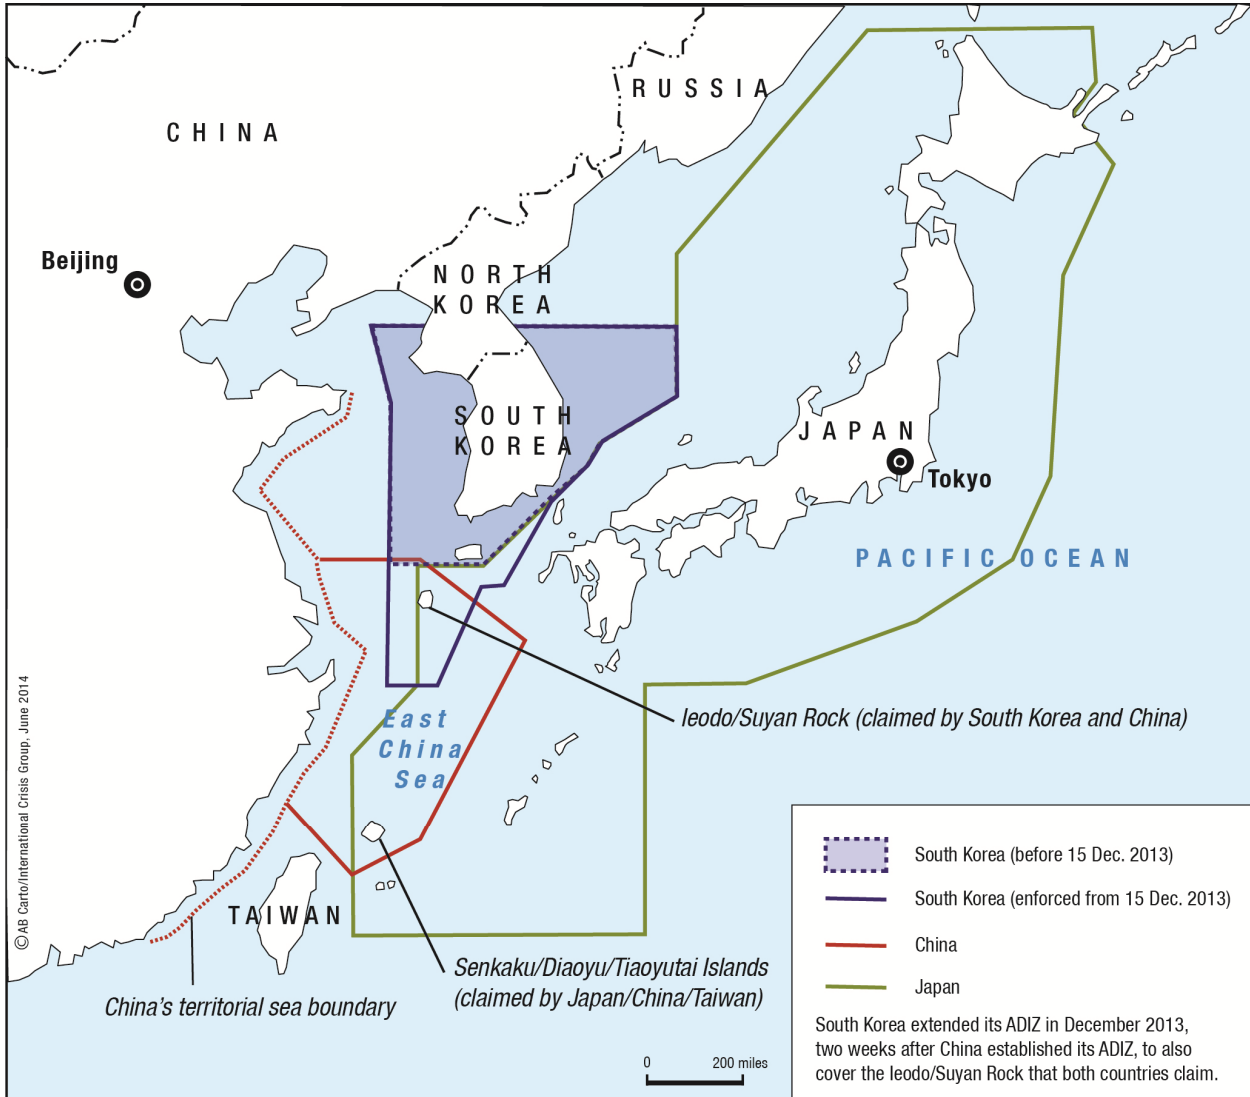 RUSSIA
CHINA
Beijing
NORTH
KOREA
SOUTH
KOREA
JAPAN
Tokyo
PACIFIC OCEAN
Ieodo/Suyan Rock (claimed by South Korea and China)
East
China
Sea
TAIWAN
Senkaku/Diaoyu/Tiaoyutai Islands
(claimed by Japan/China/Taiwan)
China's territorial sea boundary
0 200 miles
South Korea (before 15 Dec. 2013)
South Korea (enforced from 15 Dec. 2013)
China
Japan
South Korea extended its ADIZ in December 2013,
two weeks after China established its ADIZ, to also
cover the Ieodo/Suyan Rock that both countries claim.
©AB Carto/International Crisis Group, June 2014